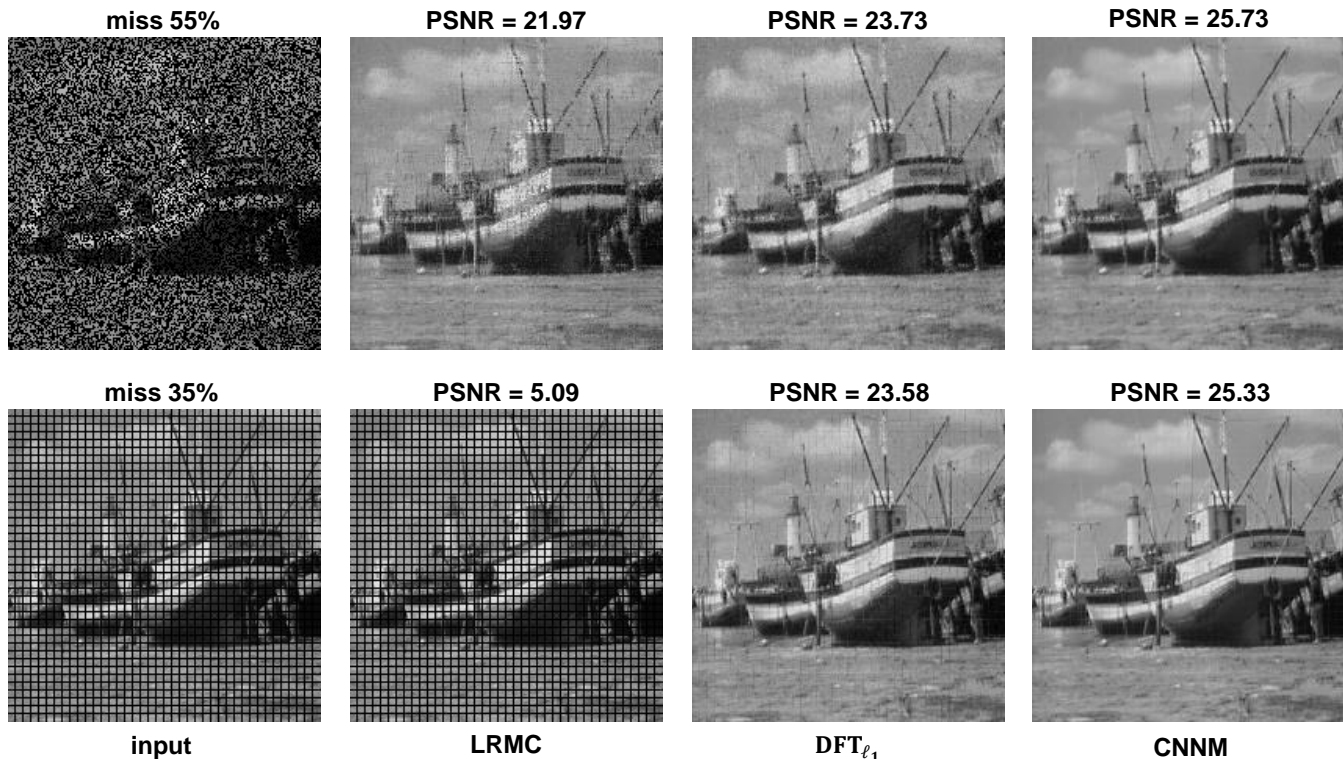 miss 55% PSNR = 21.97 PSNR = 23.73 PSNR = 25.73
miss 35% PSNR = 5.09 PSNR = 23.58 PSNR = 25.33
input LRMC DFTℓ₁ CNNM